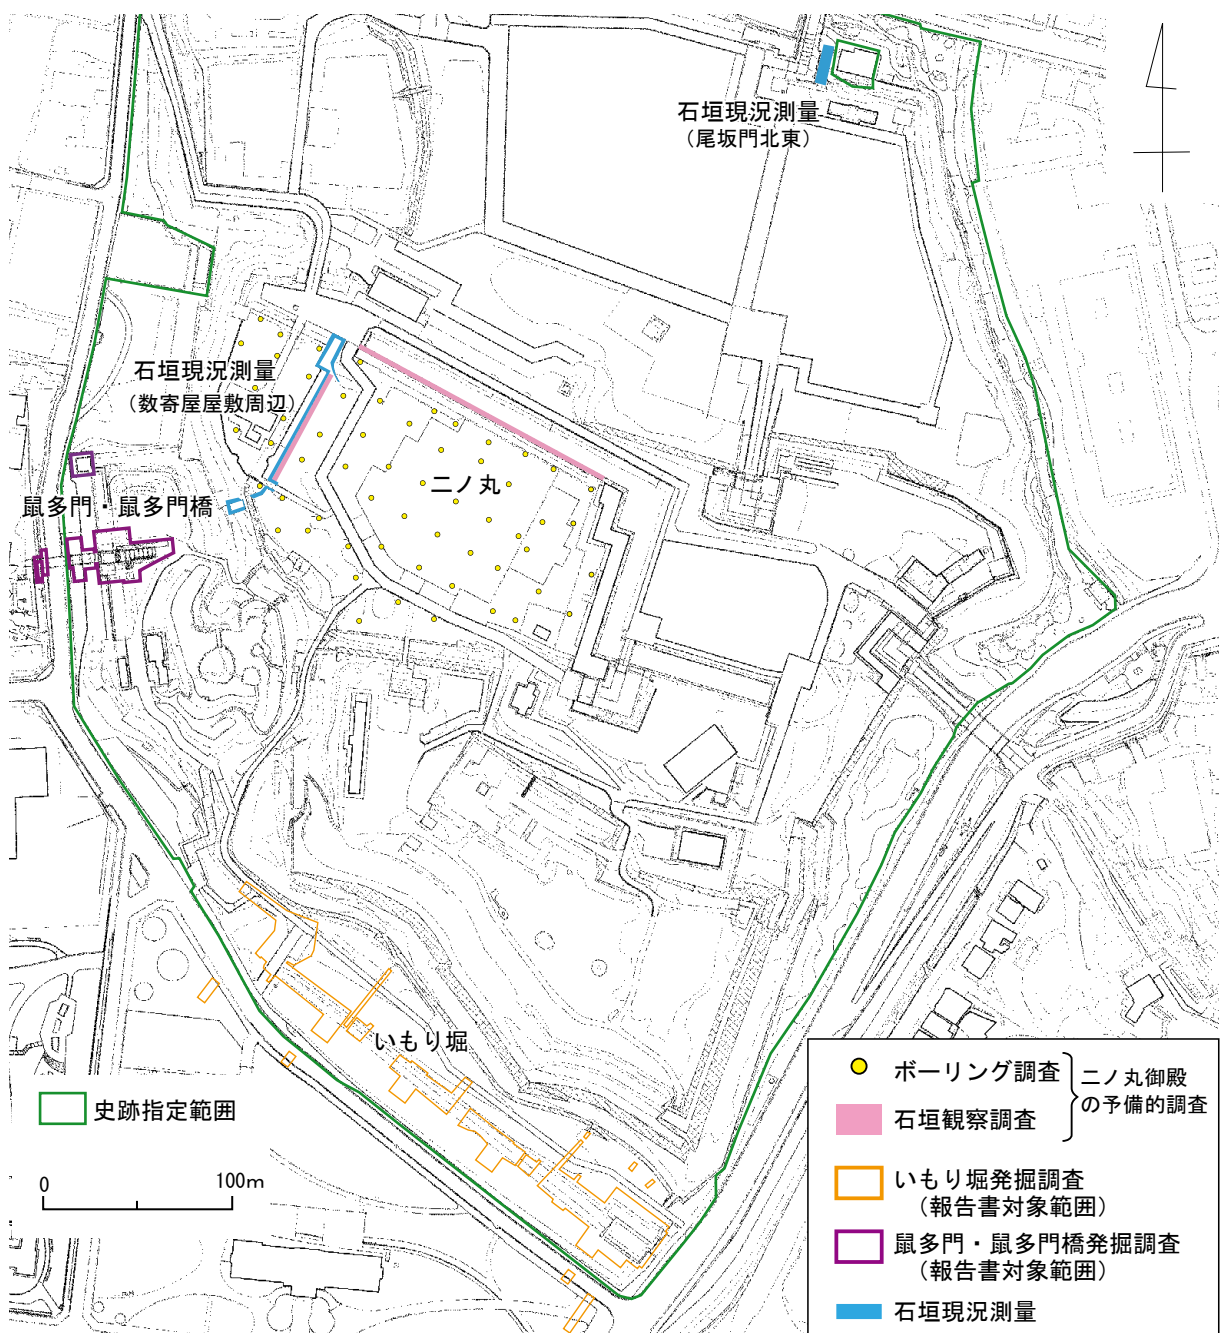 石垣現況測量
（尾坂門北東）
石垣現況測量
（数寄屋屋敷周辺）
二ノ丸
鼠多門・鼠多門橋
いもり堀
史跡指定範囲
0 100m
ボーリング調査
石垣観察調査
二ノ丸御殿
の予備的調査
いもり堀発掘調査
（報告書対象範囲）
鼠多門・鼠多門橋発掘調査
（報告書対象範囲）
石垣現況測量